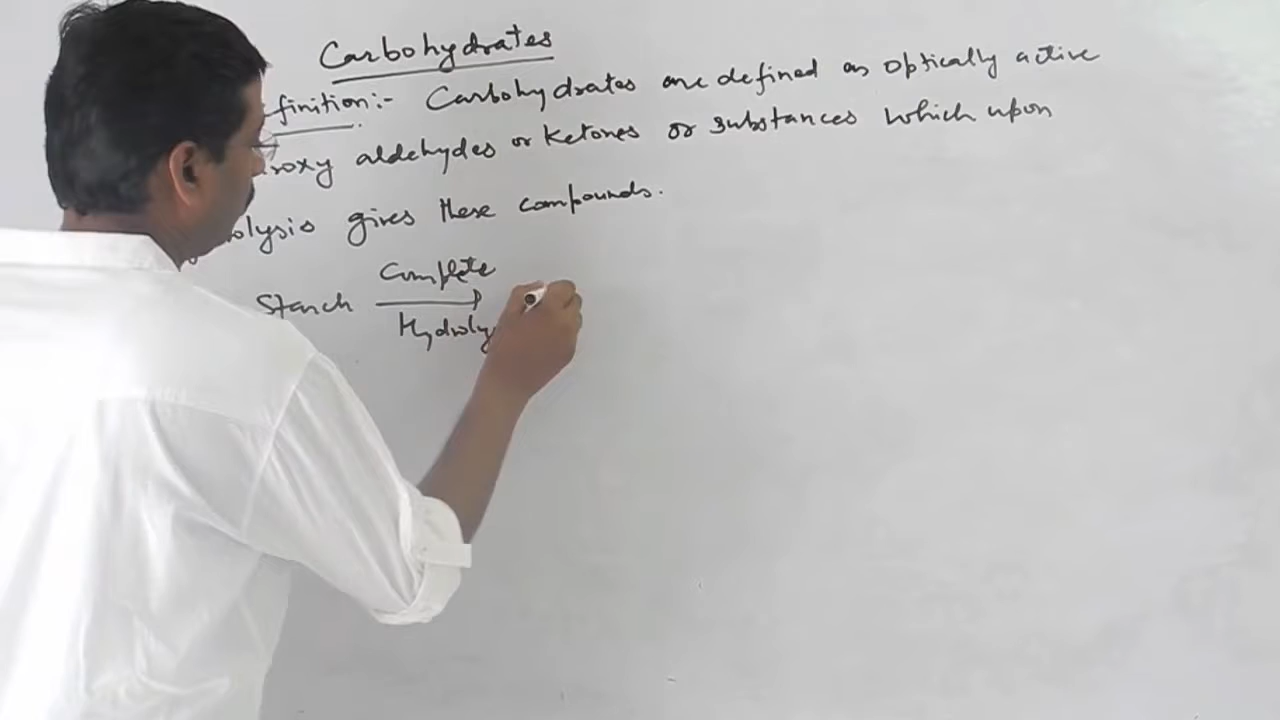 Carbohydrates
finition:- Carbohydrates are defined as optically active
roxy aldehydes or Ketones or substances which upon
olysis gives these compounds.
Complete
Starch
Hydroly